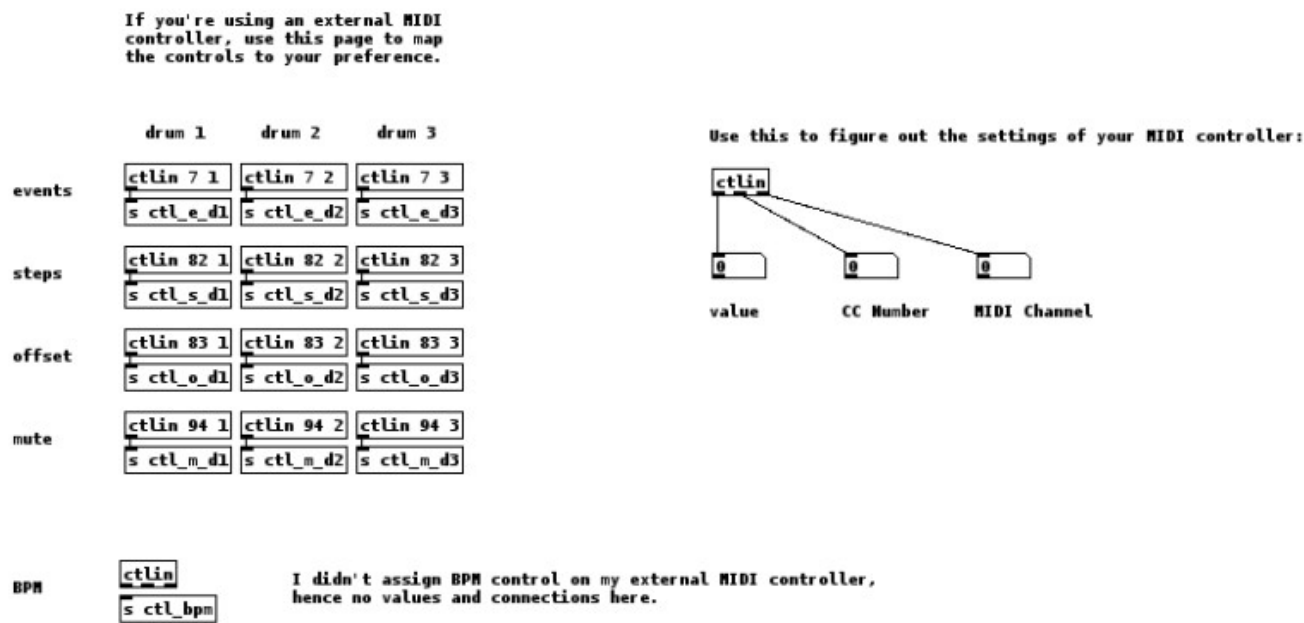 If you're using an external MIDI
controller, use this page to map
the controls to your preference.
drum 1 drum 2 drum 3
Use this to figure out the settings of your MIDI controller:
events
ctlin 7 1 ctlin 7 2 ctlin 7 3
s ctl_e_d1 s ctl_e_d2 s ctl_e_d3
ctlin
steps
ctlin 82 1 ctlin 82 2 ctlin 82 3
s ctl_s_d1 s ctl_s_d2 s ctl_s_d3
0 0 0
value CC Number MIDI Channel
offset
ctlin 83 1 ctlin 83 2 ctlin 83 3
s ctl_o_d1 s ctl_o_d2 s ctl_o_d3
mute
ctlin 94 1 ctlin 94 2 ctlin 94 3
s ctl_m_d1 s ctl_m_d2 s ctl_m_d3
BPM
ctlin
s ctl_bpm
I didn't assign BPM control on my external MIDI controller,
hence no values and connections here.